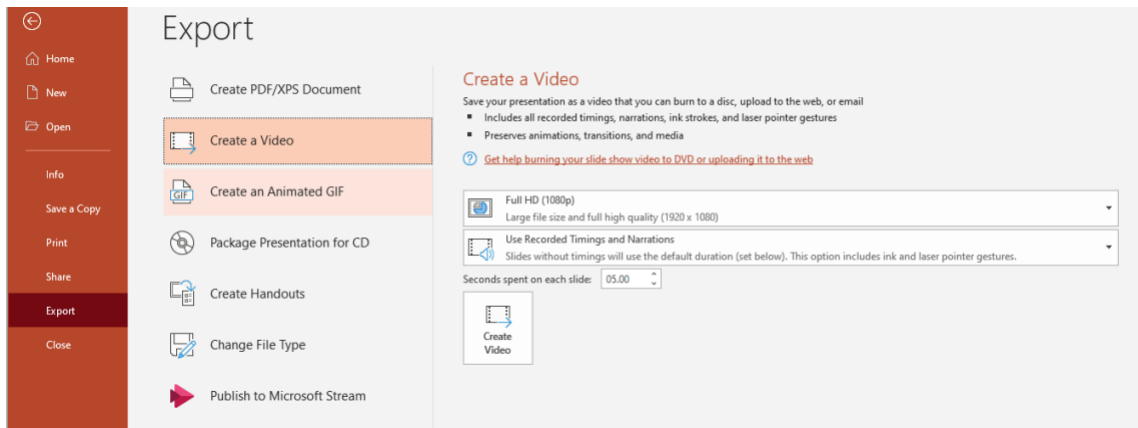 Home
New
Open
Info
Save a Copy
Print
Share
Export
Close
Export
Create PDF/XPS Document
Create a Video
GIF
Create an Animated GIF
Package Presentation for CD
Create Handouts
Change File Type
Publish to Microsoft Stream
Create a Video
Save your presentation as a video that you can burn to a disc, upload to the web, or email
Includes all recorded timings, narrations, ink strokes, and laser pointer gestures
Preserves animations, transitions, and media
? Get help burning your slide show video to DVD or uploading it to the web
Full HD (1080p)
Large file size and full high quality (1920 x 1080)
Use Recorded Timings and Narrations
Slides without timings will use the default duration (set below). This option includes ink and laser pointer gestures.
Seconds spent on each slide: 05.00
Create
Video